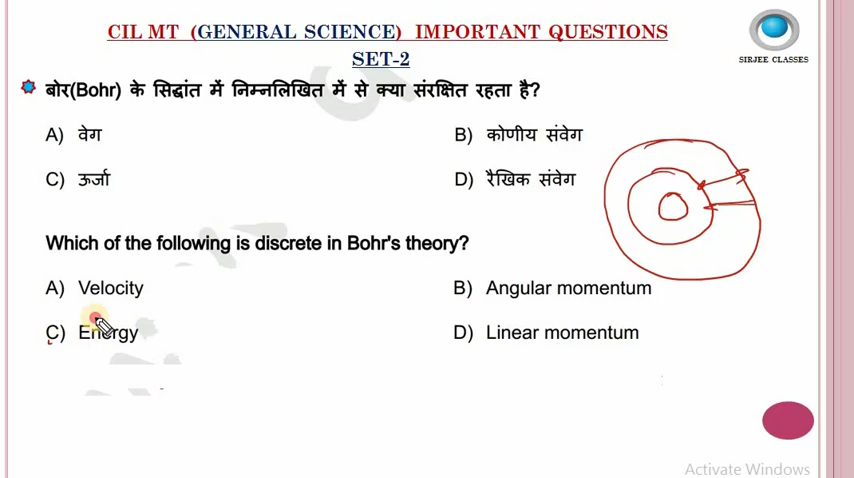 CIL MT (GENERAL SCIENCE) IMPORTANT QUESTIONS
SET-2
SIRJEE CLASSES
बोर(Bohr) के सिद्धांत में निम्नलिखित में से क्या संरक्षित रहता है?
A) वेग
B) कोणीय संवेग
C) ऊर्जा
D) रैखिक संवेग
Which of the following is discrete in Bohr's theory?
A) Velocity
B) Angular momentum
C) Energy
D) Linear momentum
Activate Windows